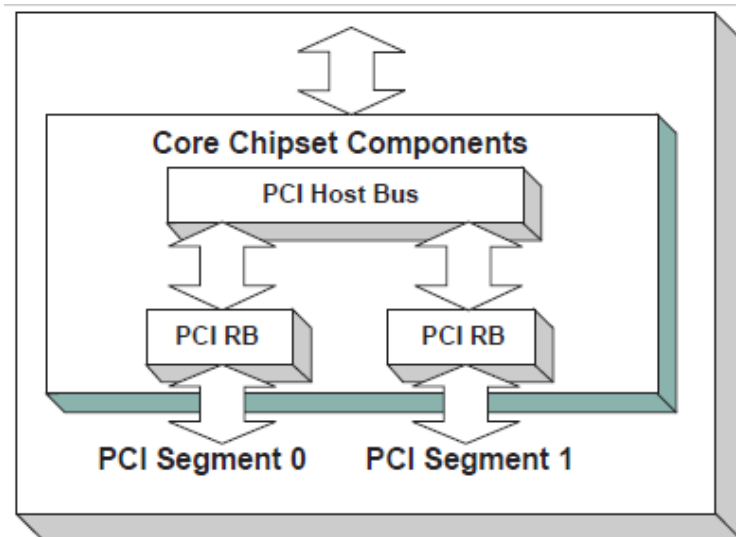 Core Chipset Components
PCI Host Bus
PCI RB
PCI RB
PCI Segment 0
PCI Segment 1